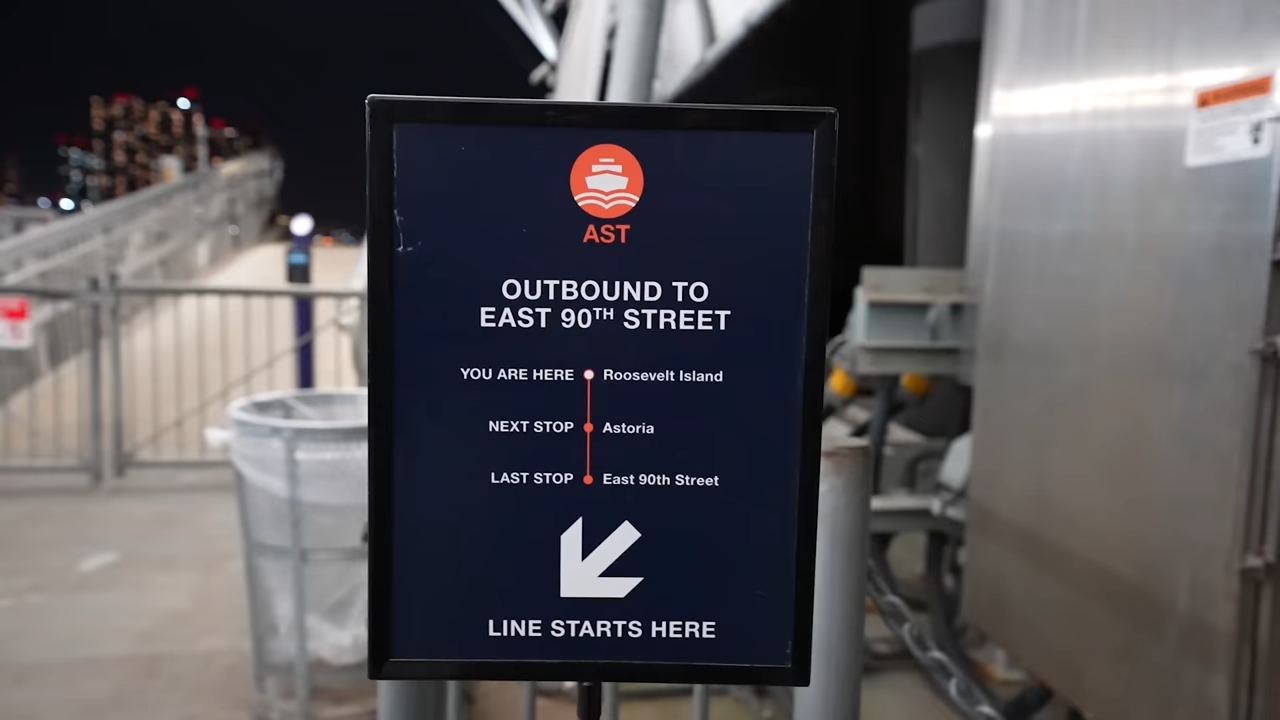 AST
OUTBOUND TO
EAST 90TH STREET
YOU ARE HERE Roosevelt Island
NEXT STOP Astoria
LAST STOP East 90th Street
LINE STARTS HERE